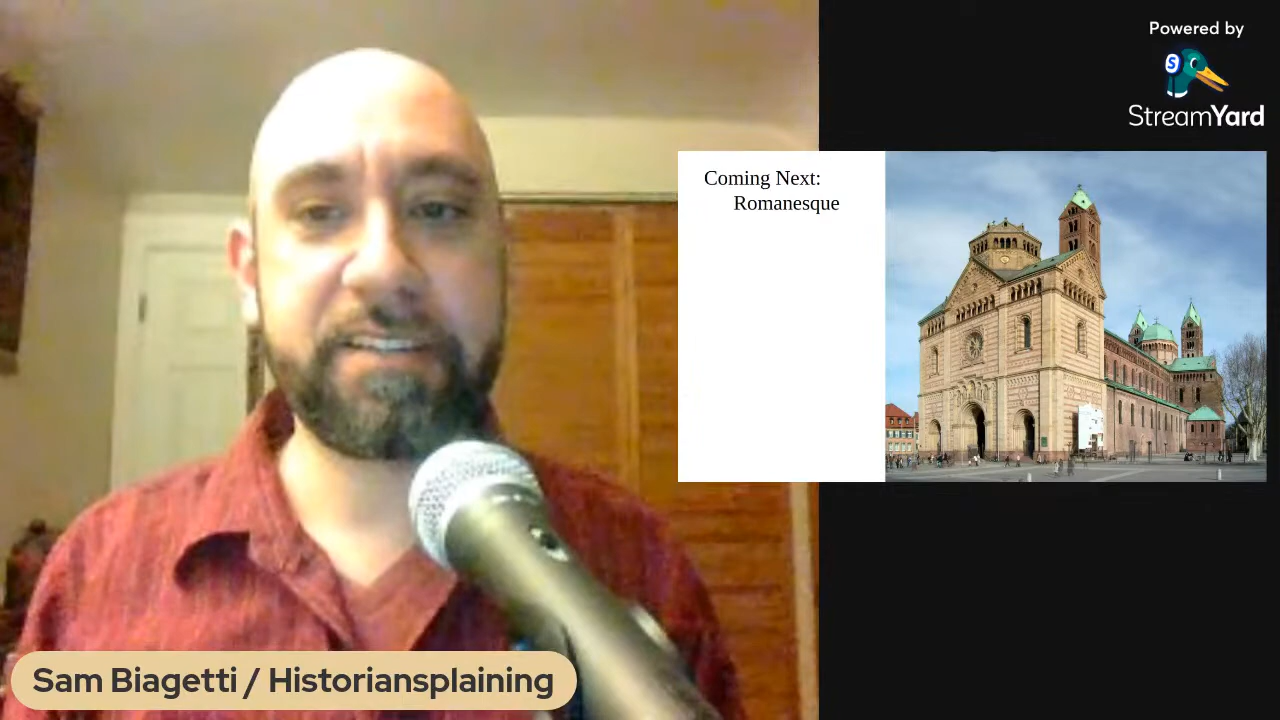 Powered by
S
StreamYard
Coming Next:
Romanesque
Sam Biagetti / Historiansplaining